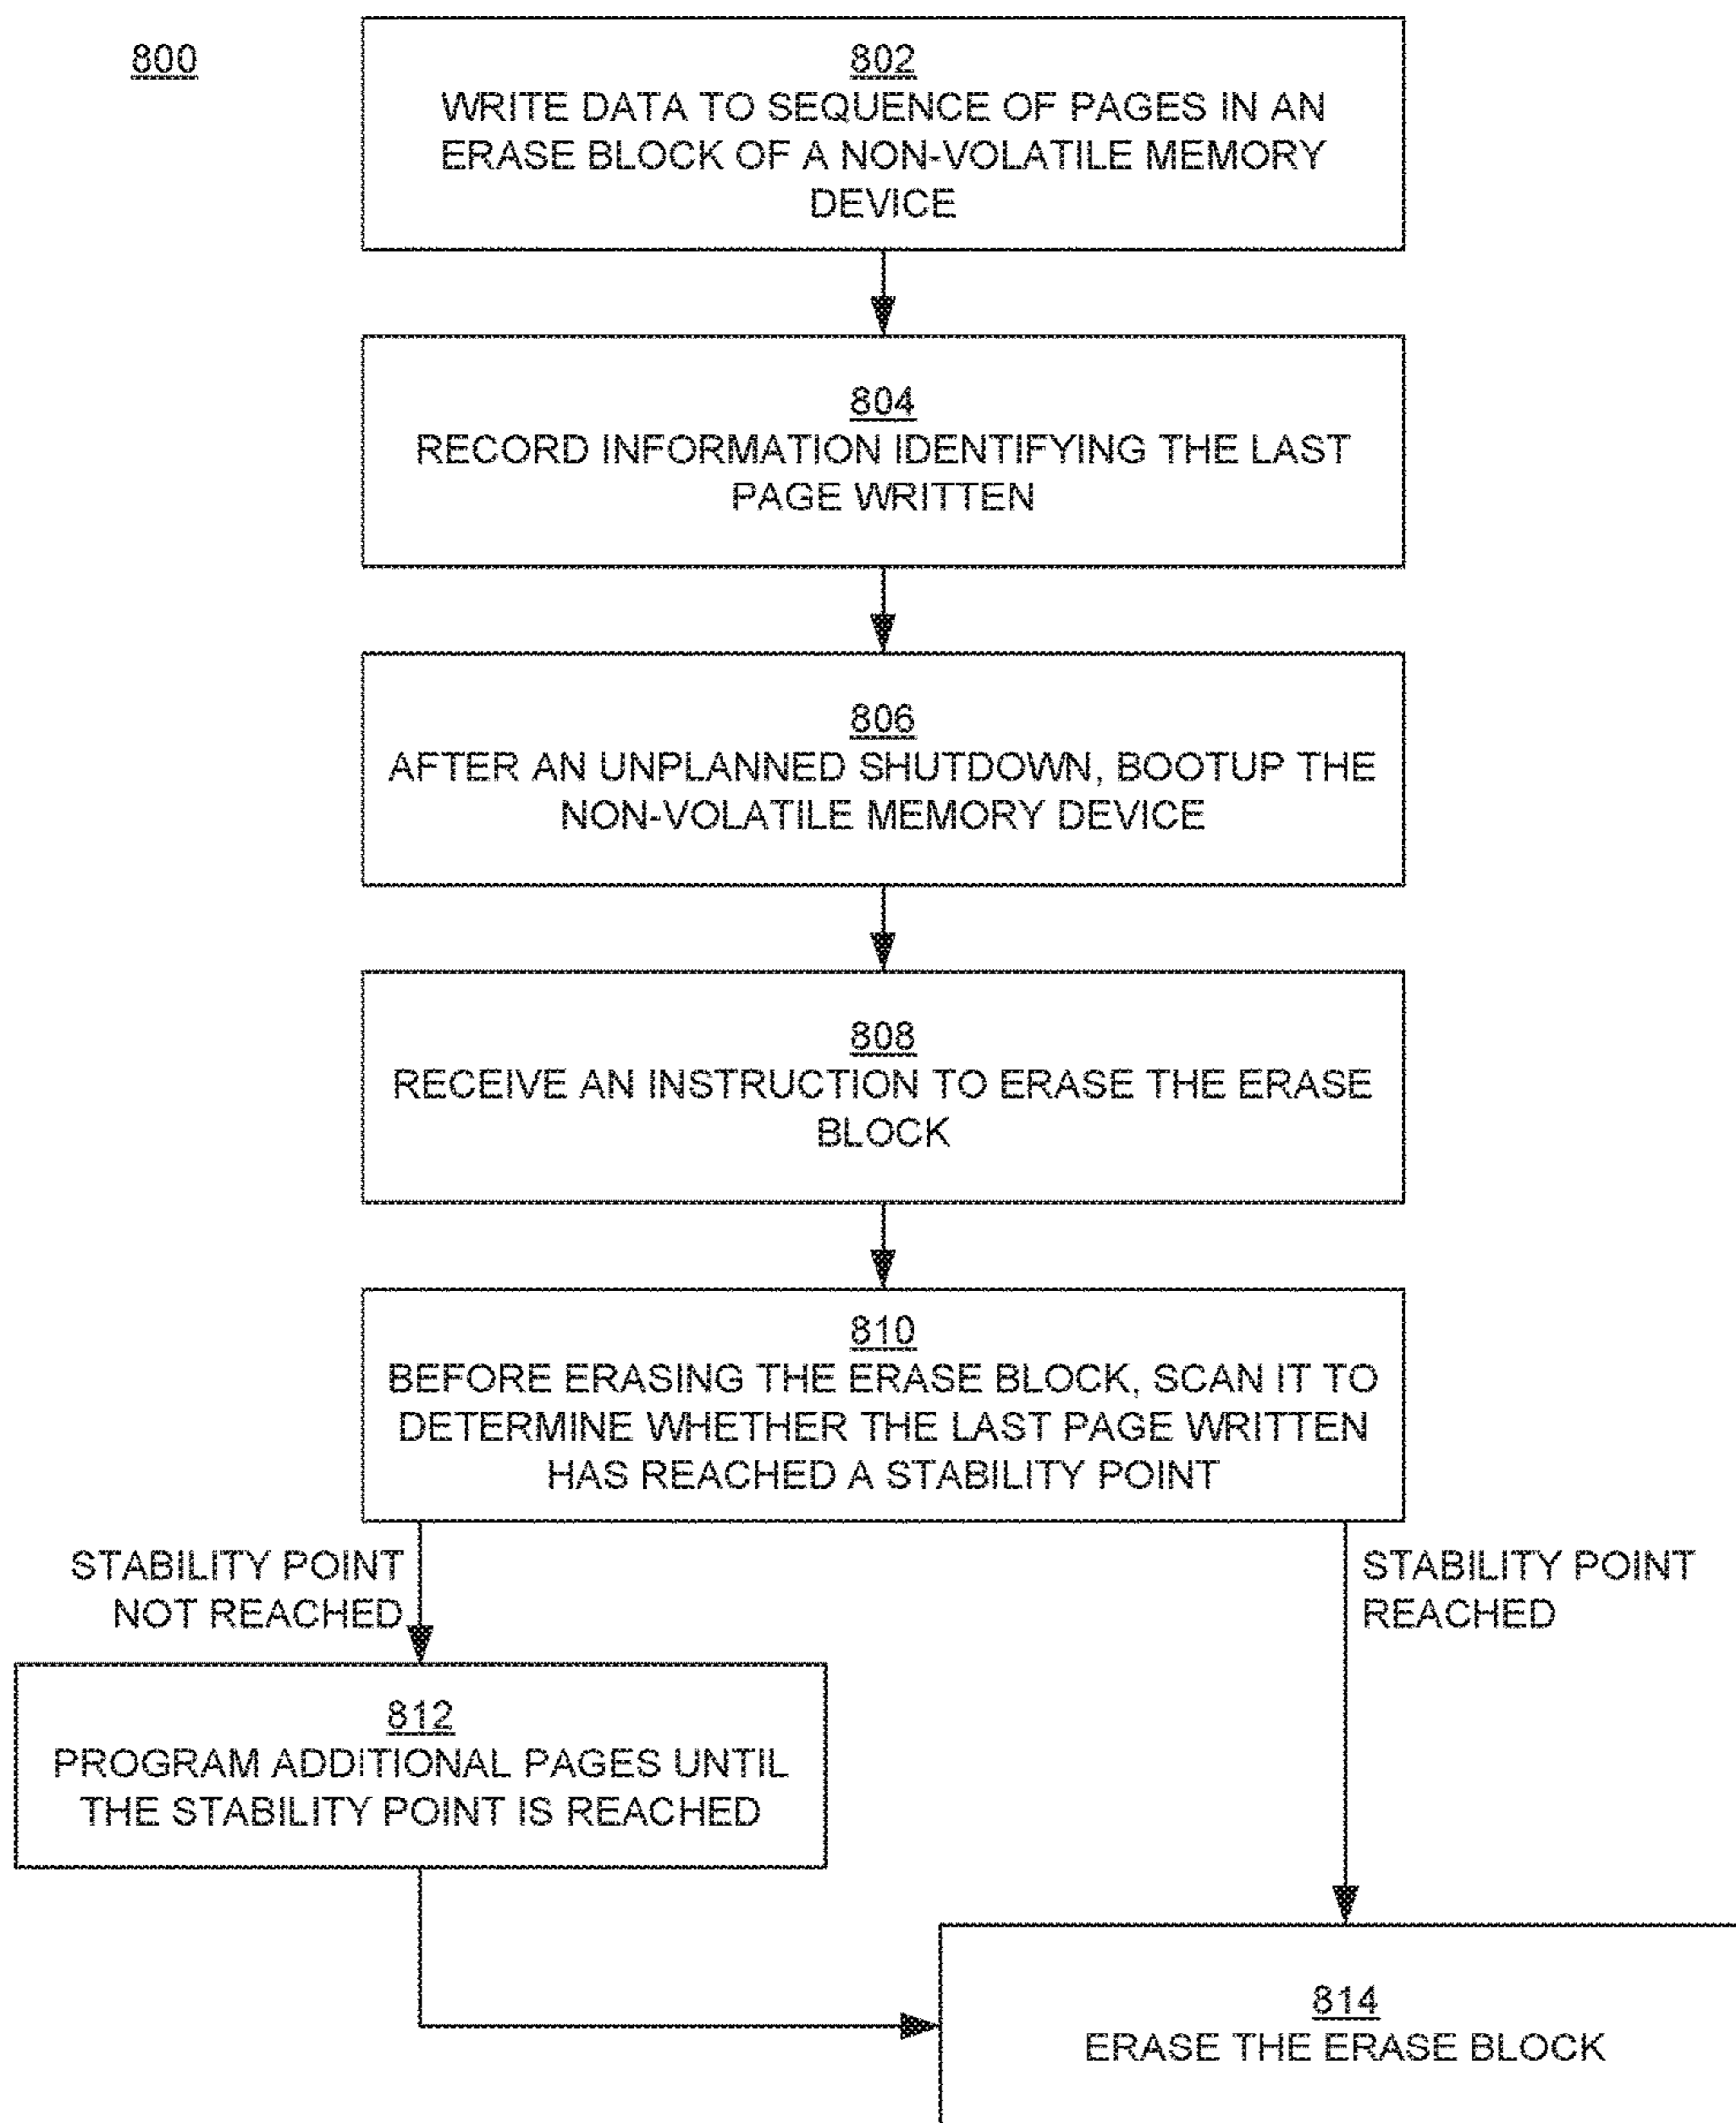 800
802
WRITE DATA TO SEQUENCE OF PAGES IN AN
ERASE BLOCK OF A NON-VOLATILE MEMORY
DEVICE
804
RECORD INFORMATION IDENTIFYING THE LAST
PAGE WRITTEN
806
AFTER AN UNPLANNED SHUTDOWN, BOOTUP THE
NON-VOLATILE MEMORY DEVICE
808
RECEIVE AN INSTRUCTION TO ERASE THE ERASE
BLOCK
810
BEFORE ERASING THE ERASE BLOCK, SCAN IT TO
DETERMINE WHETHER THE LAST PAGE WRITTEN
HAS REACHED A STABILITY POINT
STABILITY POINT
NOT REACHED
STABILITY POINT
REACHED
812
PROGRAM ADDITIONAL PAGES UNTIL
THE STABILITY POINT IS REACHED
814
ERASE THE ERASE BLOCK